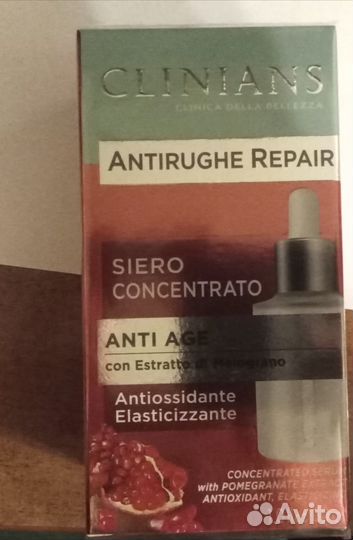 CLINIANS
CLINICA DELLA BELLEZZA
ANTIRUGHE REPAIR
SIERO
CONCENTRATO
ANTI AGE
con Estratto di Melograno
Antiossidante
Elasticizzante
CONCENTRATED SERUM
with POMEGRANATE EXTRACT
ANTIOXIDANT, ELAST
Avito